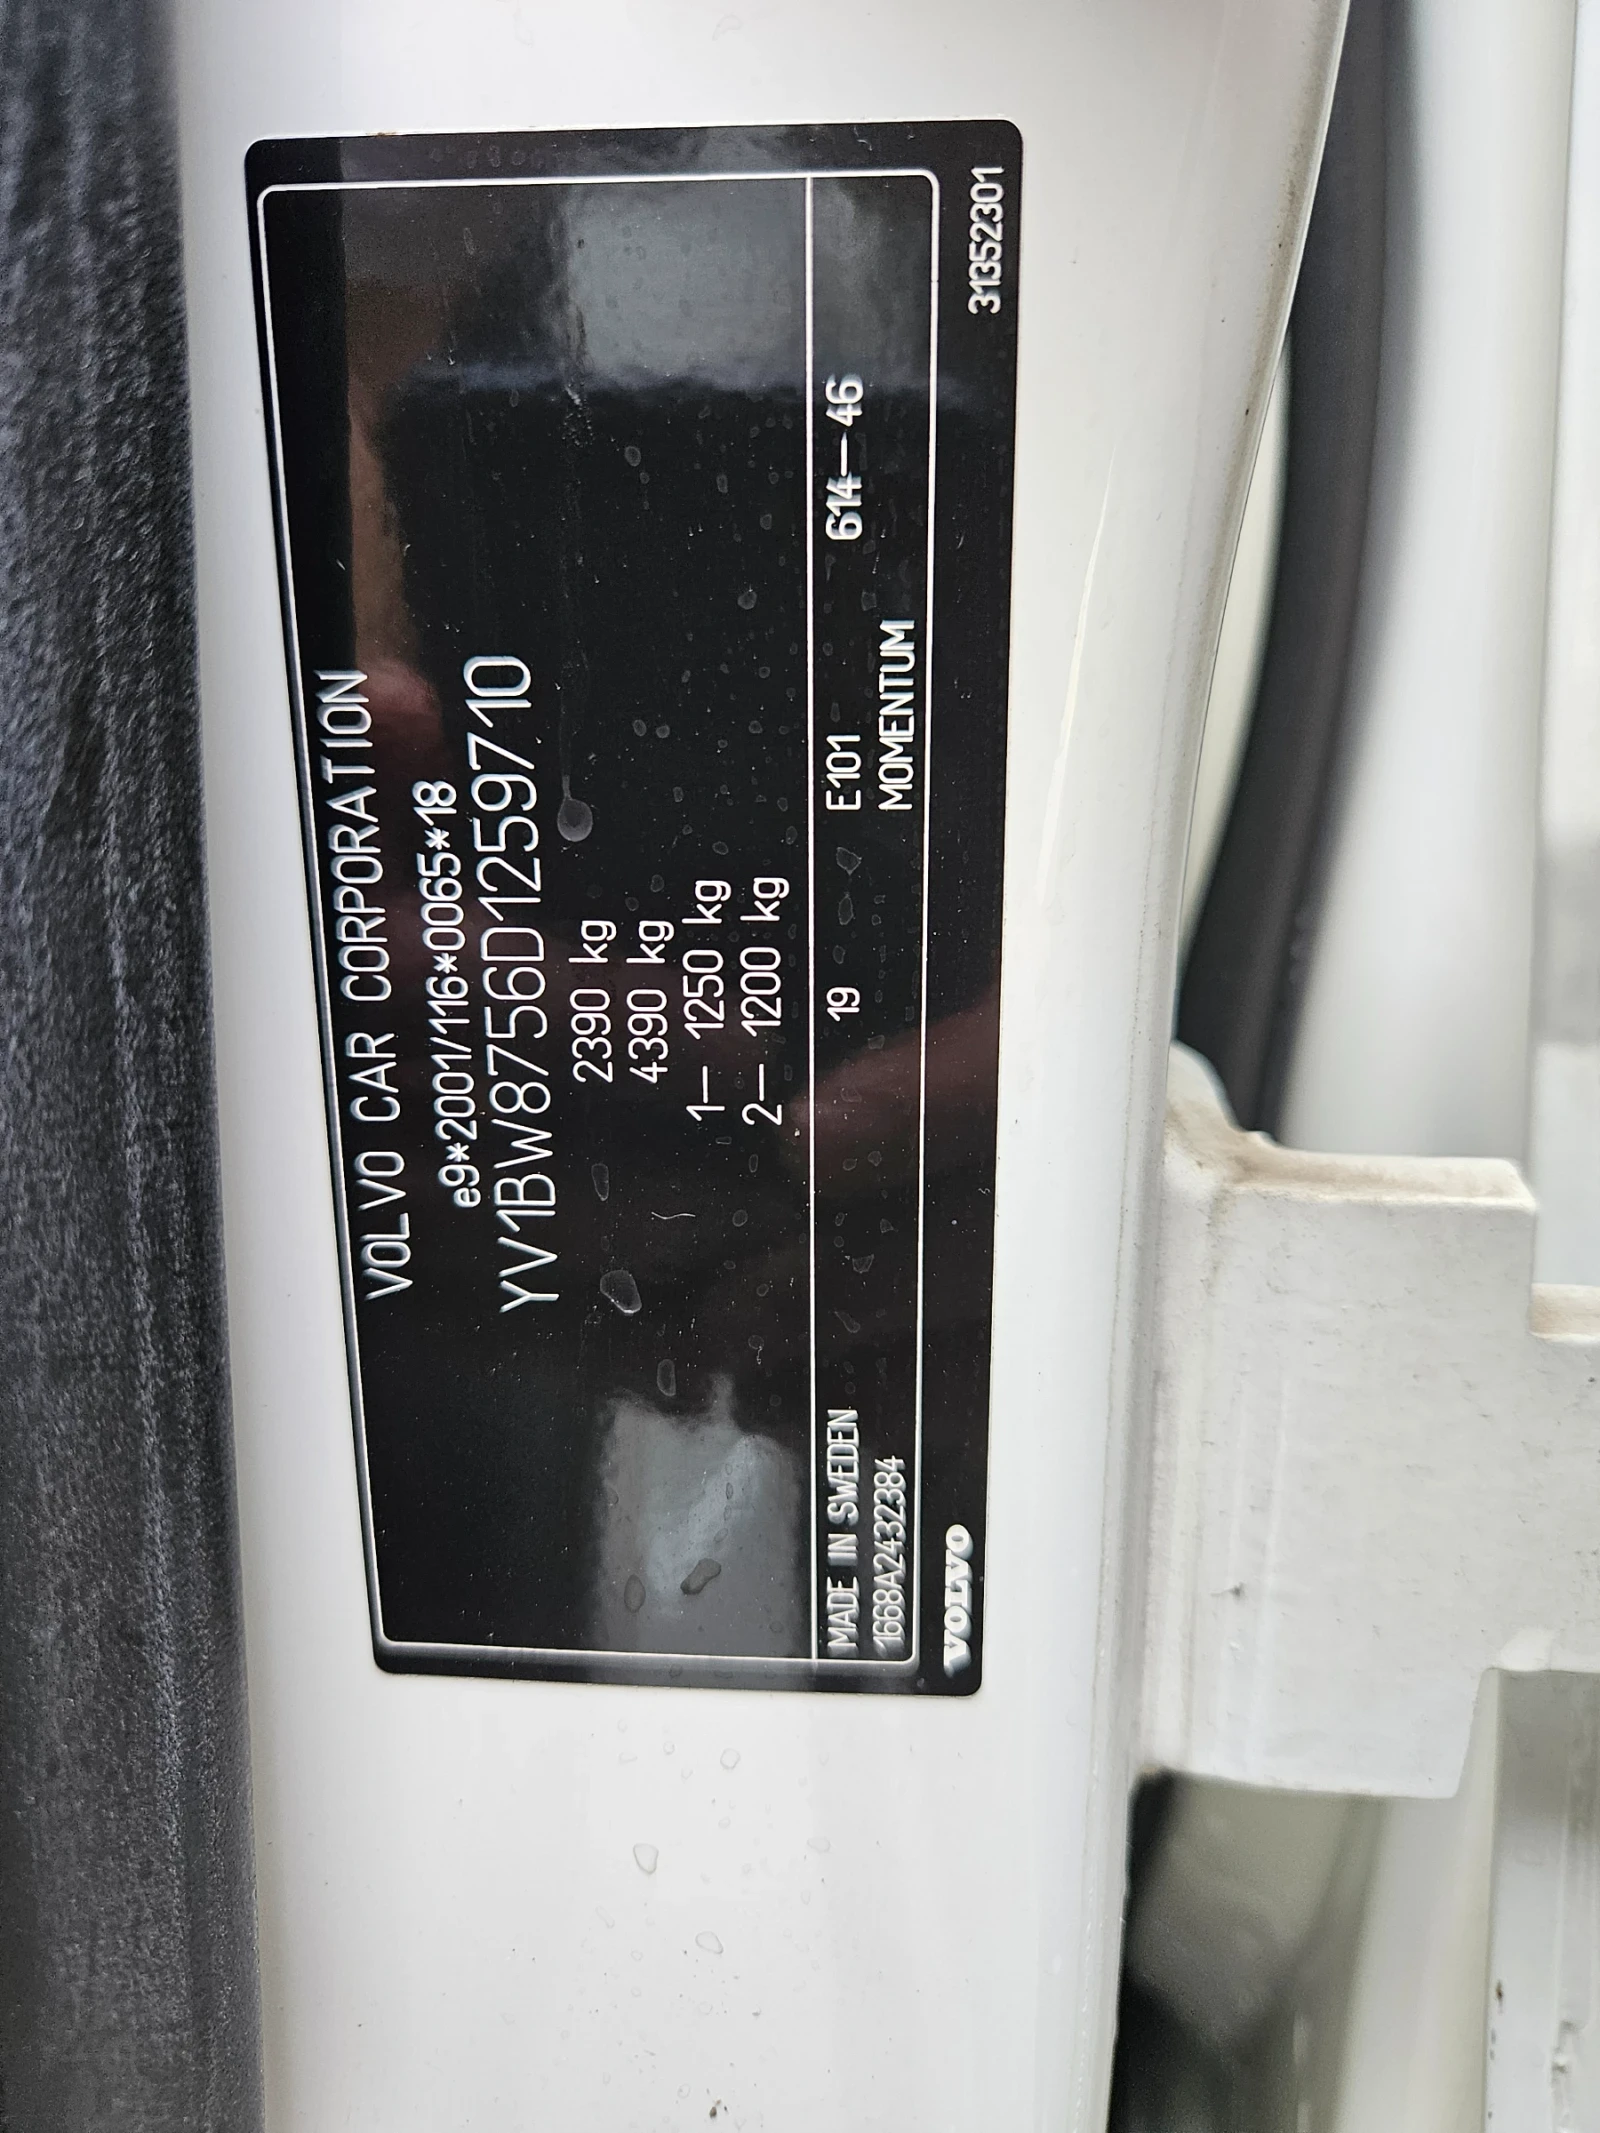 VOLVO CAR CORPORATION
e9*2001/116*0065*18
YV1BW8756D1259710
2390 kg
4390 kg
1— 1250 kg
2— 1200 kg
MADE IN SWEDEN 19 E101 614—46
1668A2432384 MOMENTUM
VOLVO 31352301